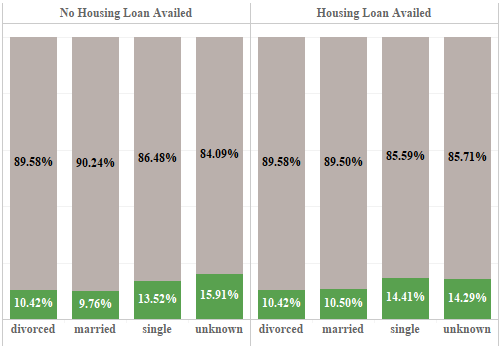 No Housing Loan Availed Housing Loan Availed
89.58% 90.24% 86.48% 84.09% 89.58% 89.50% 85.59% 85.71%
10.42% 9.76% 13.52% 15.91% 10.42% 10.50% 14.41% 14.29%
divorced married single unknown divorced married single unknown